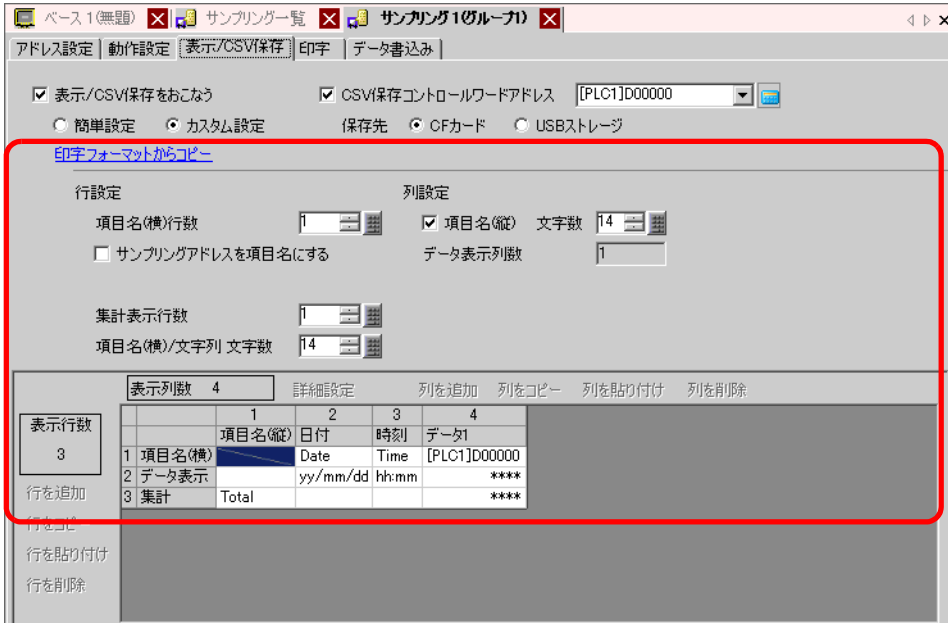 ベース 1(無題) サンプリング一覧 サンプリング1(グループ1)
アドレス設定 動作設定 表示/CSV保存 印字 データ書込み
表示/CSV保存をおこなう CSV保存コントロールワードアドレス [PLC1]D00000
簡単設定 カスタム設定 保存先 CFカード USBストレージ
印字フォーマットからコピー
行設定 列設定
項目名(横)行数 1 項目名(縦) 文字数 14
サンプリングアドレスを項目名にする データ表示列数 1
集計表示行数 1
項目名(横)/文字列 文字数 14
表示列数 4 詳細設定 列を追加 列をコピー 列を貼り付け 列を削除
表示行数
3
1 2 3 4
項目名(縦) 日付 時刻 データ1
1 項目名(横) Date Time [PLC1]D00000
2 データ表示 yy/mm/dd hh:mm ****
3 集計 Total ****
行を追加
行をコピー
行を貼り付け
行を削除